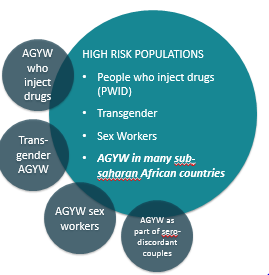 AGYW
who
inject
drugs
HIGH RISK POPULATIONS
• People who inject drugs
(PWID)
• Transgender
• Sex Workers
• AGYW in many sub-
saharan African countries
Trans-
gender
AGYW
AGYW sex
workers
AGYW as
part of sero-
discordant
couples